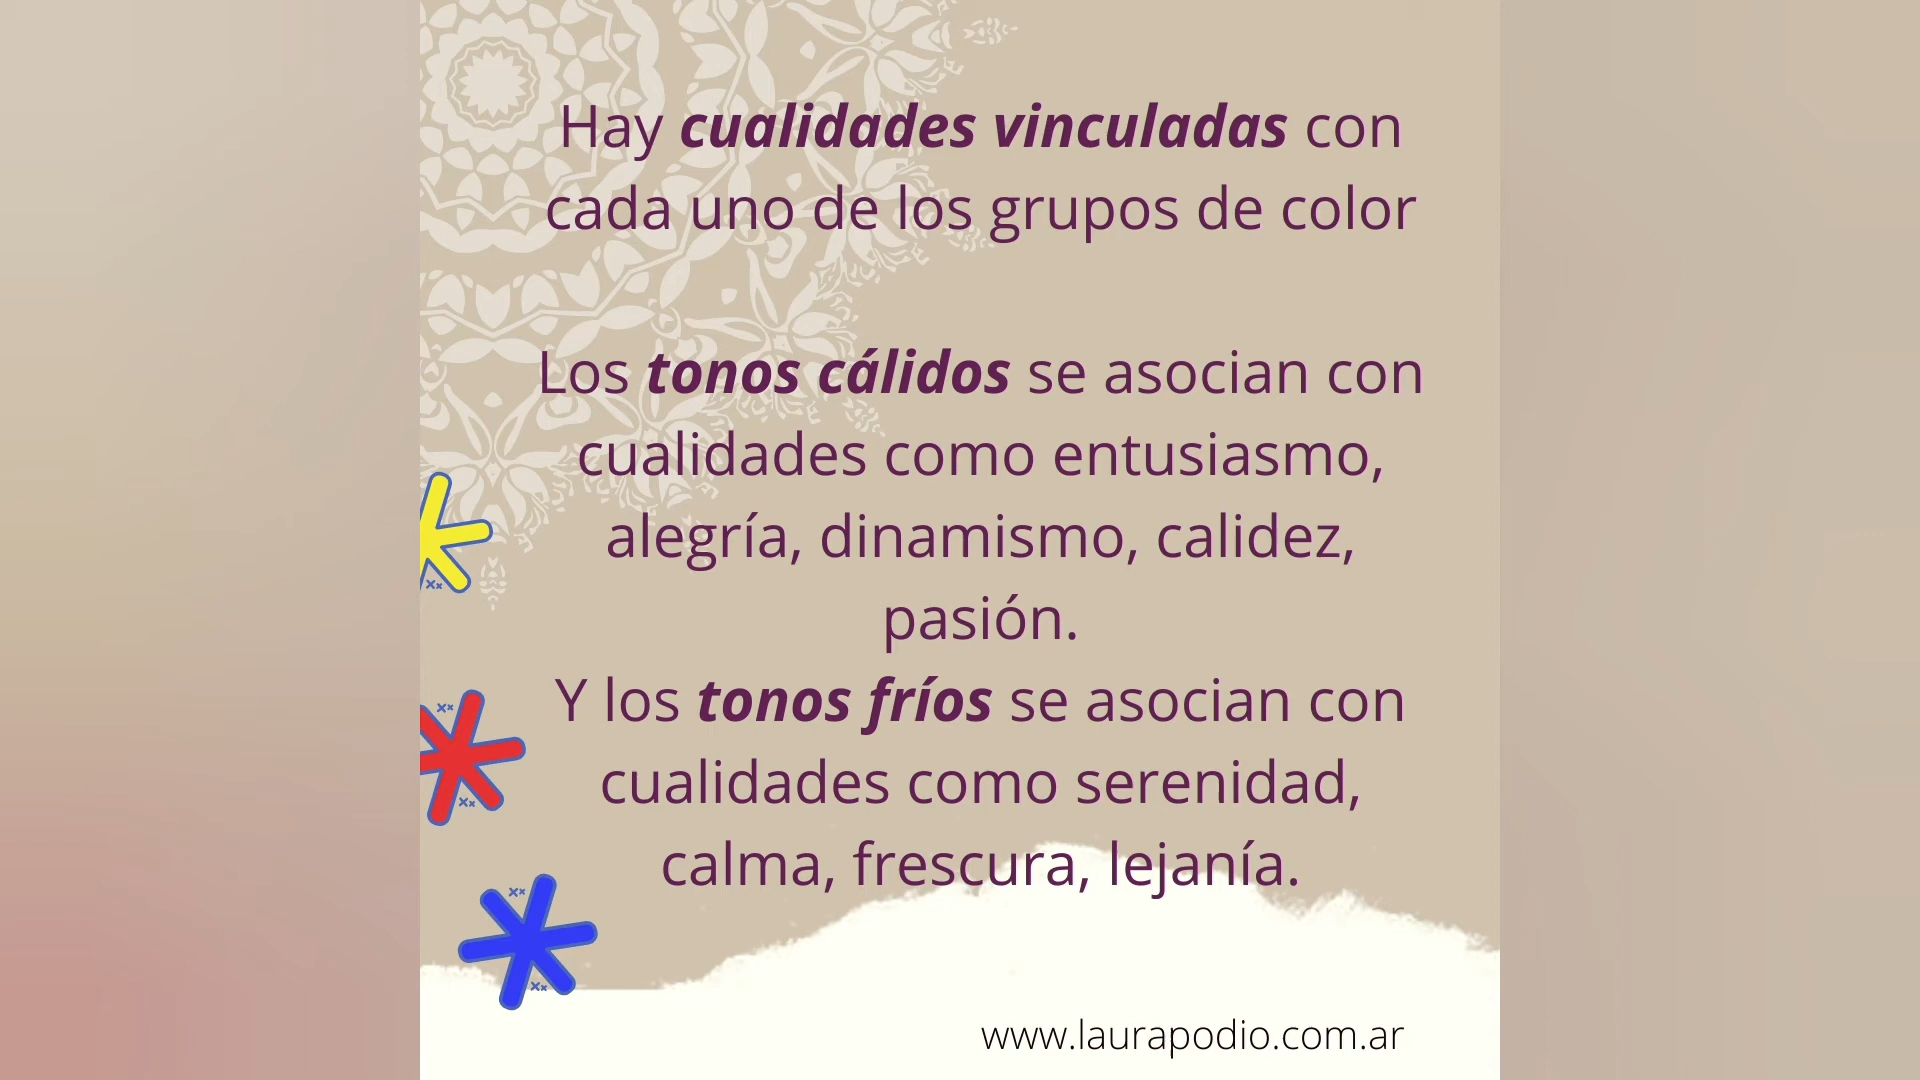 Hay cualidades vinculadas con
cada uno de los grupos de color
Los tonos cálidos se asocian con
cualidades como entusiasmo,
alegría, dinamismo, calidez,
pasión.
Y los tonos fríos se asocian con
cualidades como serenidad,
calma, frescura, lejanía.
www.laurapodio.com.ar